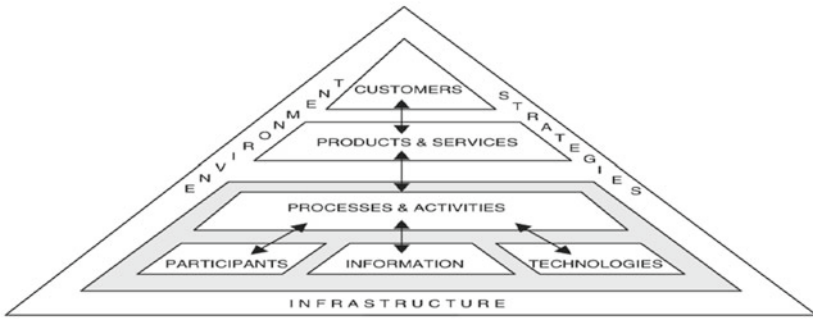 CUSTOMERS
ENVIRONMENT
STRATEGIES
PRODUCTS & SERVICES
PROCESSES & ACTIVITIES
PARTICIPANTS
INFORMATION
TECHNOLOGIES
INFRASTRUCTURE